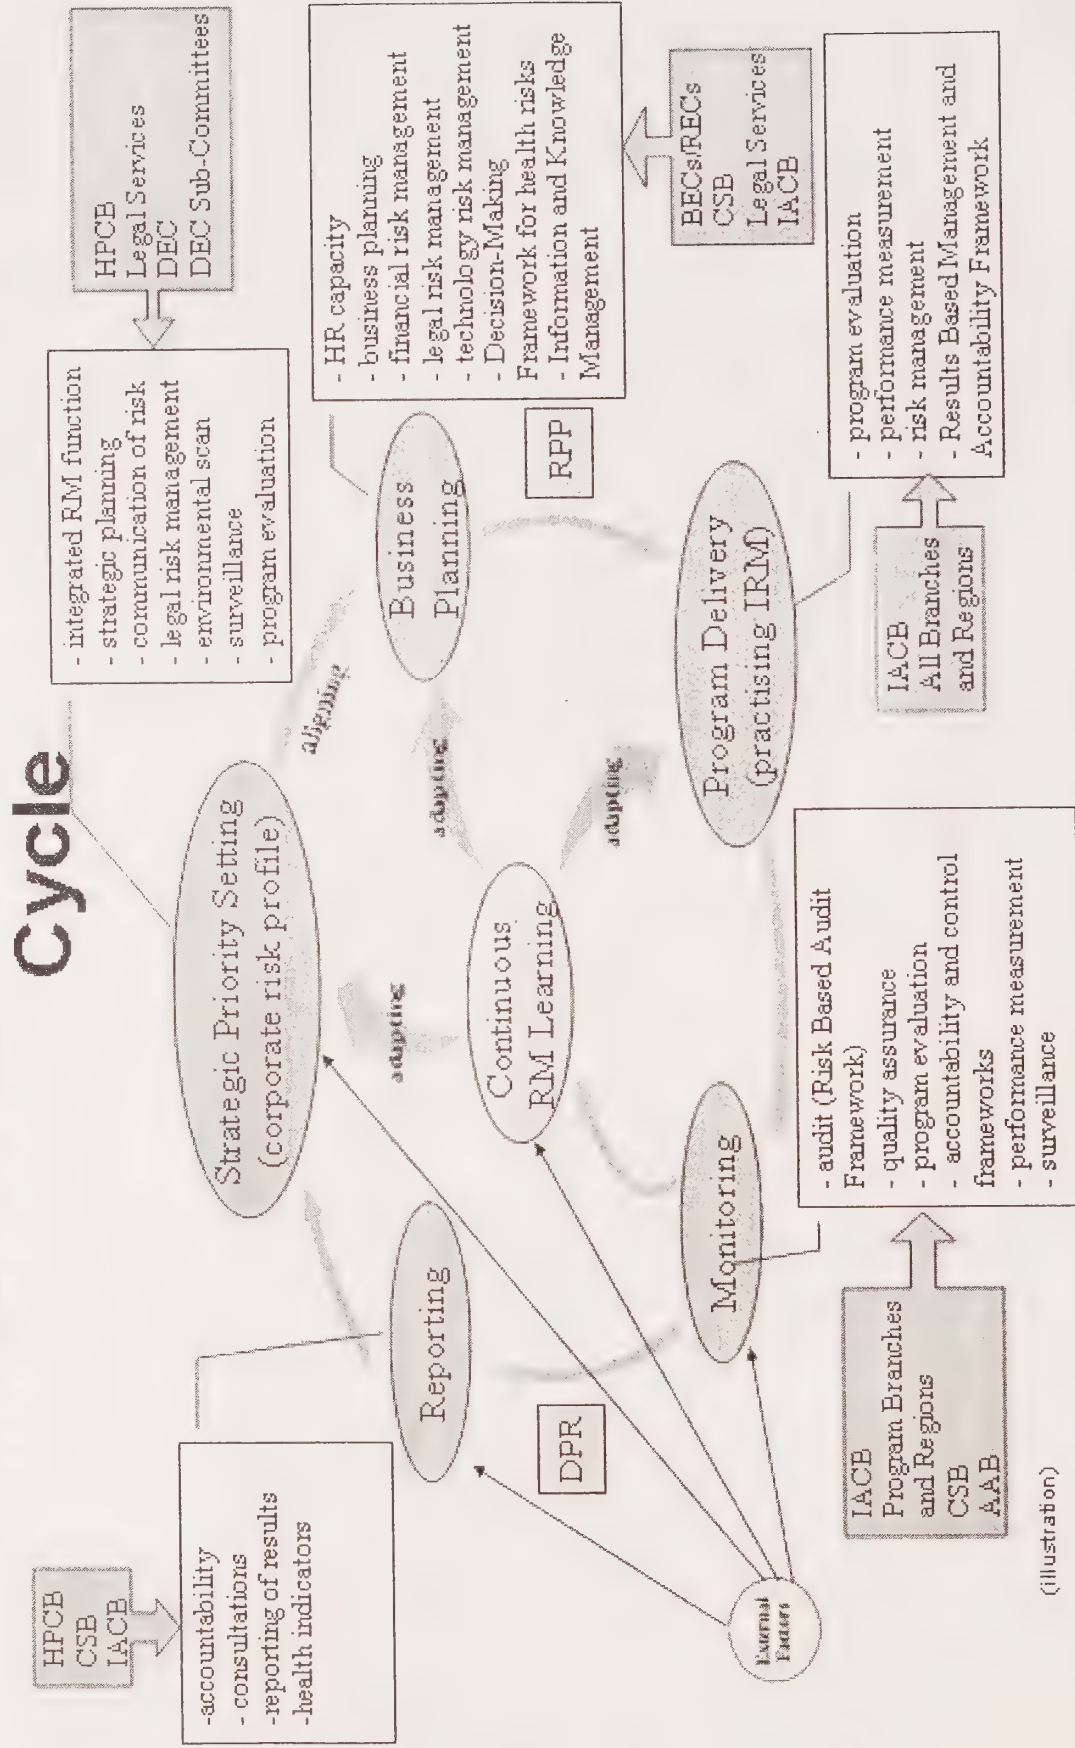 Cycle
HPCB
CSB
IACB
-accountability
- consultations
-reporting of results
-health indicators
Reporting
DPR
External
Factors
Strategic Priority Setting
(corporate risk profile)
- integrated RM function
- strategic planning
- communication of risk
- legal risk management
- environmental scan
- surveillance
- program evaluation
HPCB
Legal Services
DEC
DEC Sub-Committees
aligning
adapting
adapting
adapting
Continuous
RM Learning
Business
Planning
- HR capacity
- business planning
- financial risk management
- legal risk management
- technology risk management
- Decision-Making
Framework for health risks
- Information and Knowledge
Management
RPP
BECs/RECs
CSB
Legal Services
IACB
Program Delivery
(practising IRM)
- program evaluation
- performance measurement
- risk management
- Results Based Management and
Accountability Framework
IACB
All Branches
and Regions
Monitoring
- audit (Risk Based Audit
Framework)
- quality assurance
- program evaluation
- accountability and control
frameworks
- performance measurement
- surveillance
IACB
Program Branches
and Regions
CSB
AAB
(illustration)